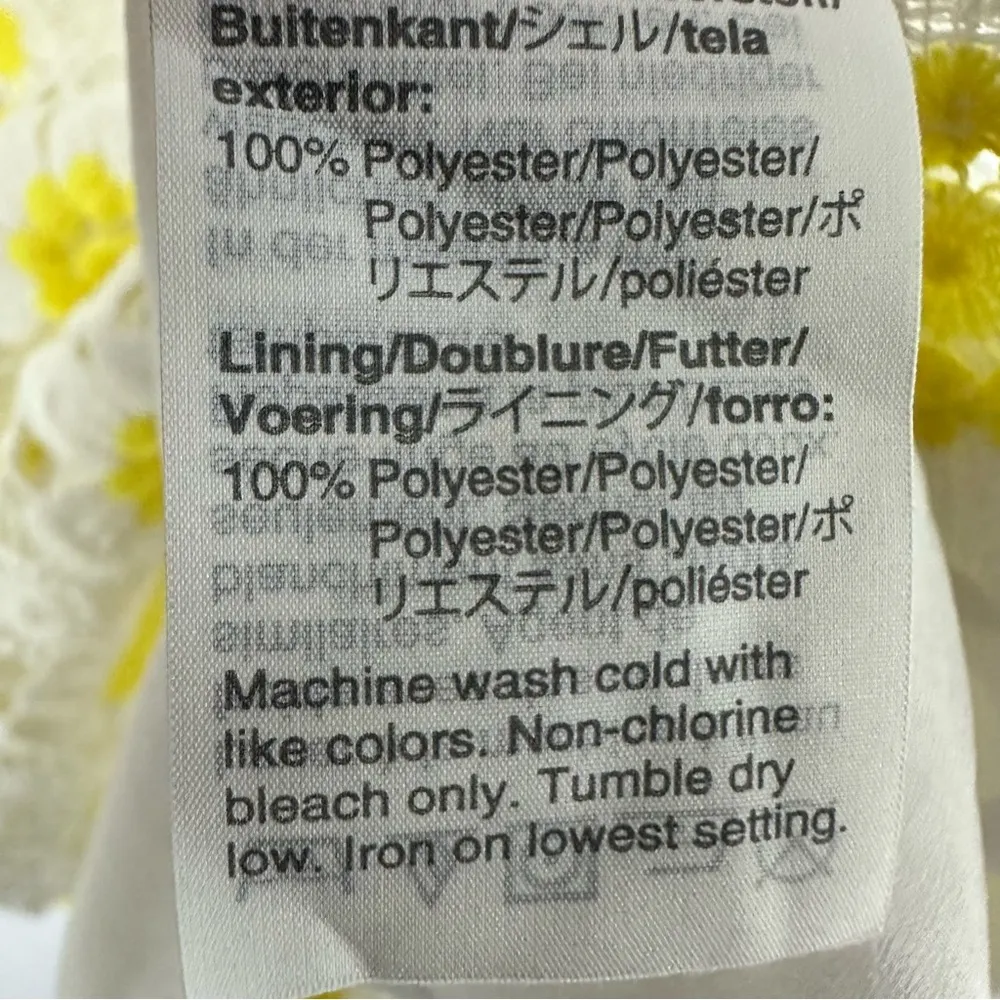 Buitenkant/シェル/tela
exterior:
100% Polyester/Polyester/
Polyester/Polyester/ポ
リエステル/poliéster
Lining/Doublure/Futter/
Voering/ライニング/forro:
100% Polyester/Polyester/
Polyester/Polyester/ポ
リエステル/poliéster
Machine wash cold with
like colors. Non-chlorine
bleach only. Tumble dry
low. Iron on lowest setting.